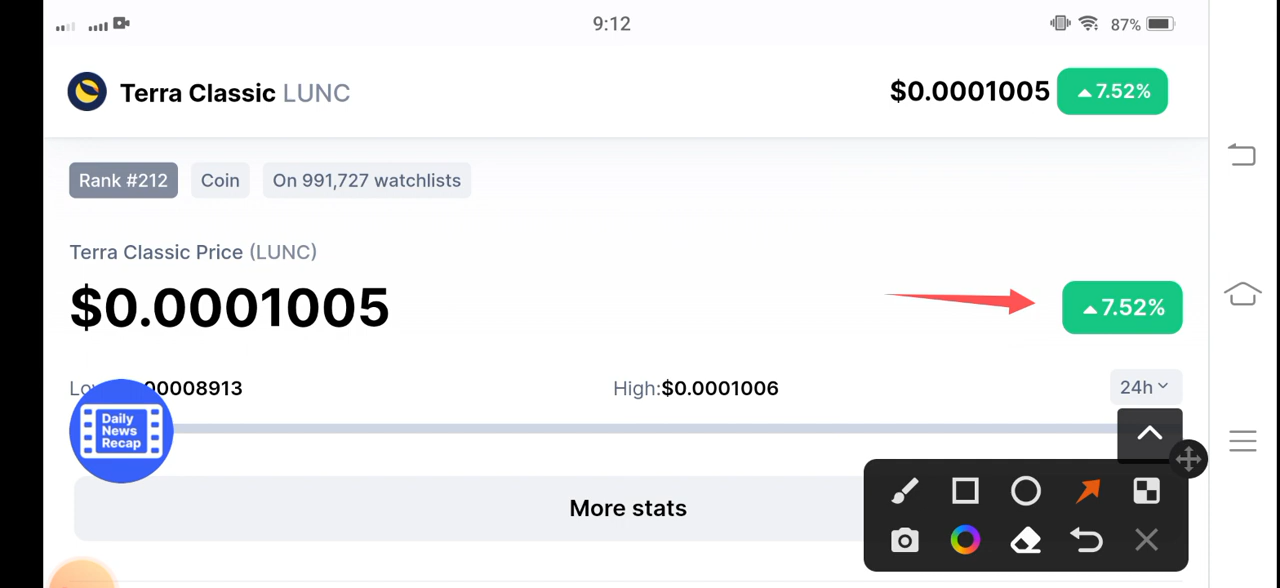 9:12
87%
Terra Classic LUNC
$0.0001005
7.52%
Rank #212
Coin
On 991,727 watchlists
Terra Classic Price (LUNC)
$0.0001005
7.52%
00008913
High:$0.0001006
24h
Daily
News
Recap
More stats